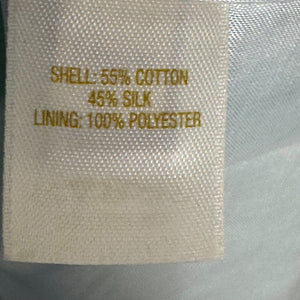 SHELL: 55% COTTON
45% SILK
LINING: 100% POLYESTER